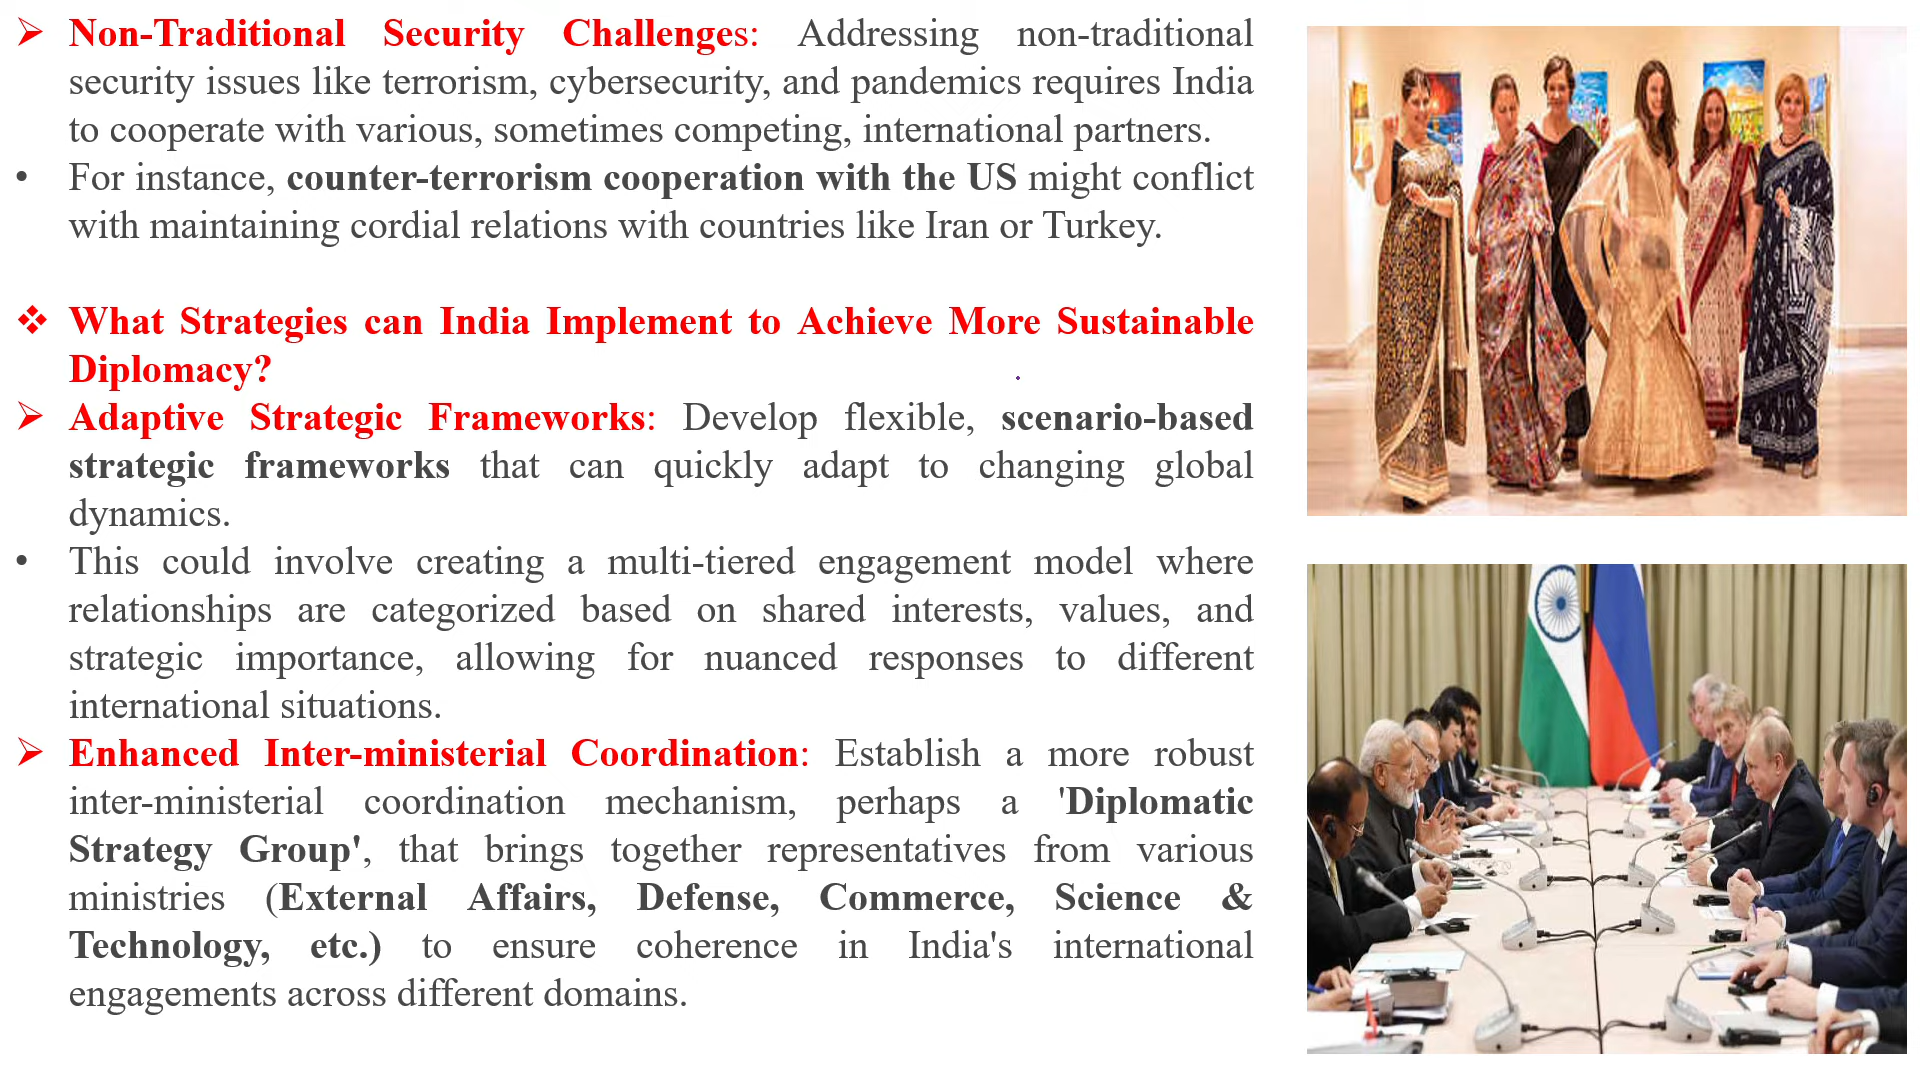 ➢ Non-Traditional Security Challenges: Addressing non-traditional
security issues like terrorism, cybersecurity, and pandemics requires India
to cooperate with various, sometimes competing, international partners.
• For instance, counter-terrorism cooperation with the US might conflict
with maintaining cordial relations with countries like Iran or Turkey.
❖ What Strategies can India Implement to Achieve More Sustainable
Diplomacy?
➢ Adaptive Strategic Frameworks: Develop flexible, scenario-based
strategic frameworks that can quickly adapt to changing global
dynamics.
• This could involve creating a multi-tiered engagement model where
relationships are categorized based on shared interests, values, and
strategic importance, allowing for nuanced responses to different
international situations.
➢ Enhanced Inter-ministerial Coordination: Establish a more robust
inter-ministerial coordination mechanism, perhaps a 'Diplomatic
Strategy Group', that brings together representatives from various
ministries (External Affairs, Defense, Commerce, Science &
Technology, etc.) to ensure coherence in India's international
engagements across different domains.